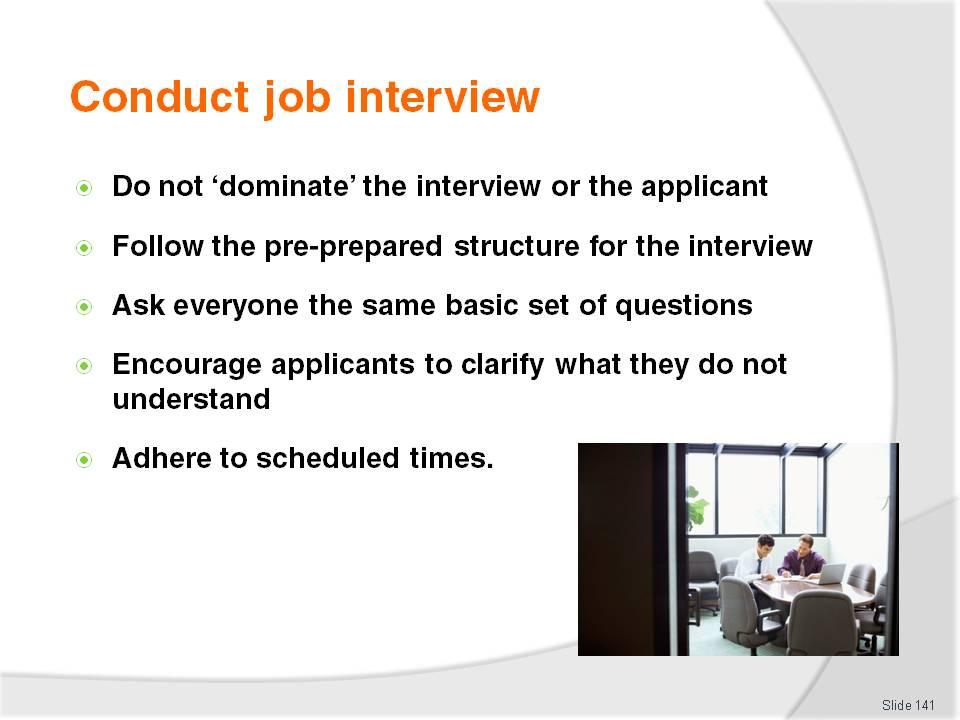 Conduct job interview
Do not ‘dominate’ the interview or the applicant
Follow the pre-prepared structure for the interview
Ask everyone the same basic set of questions
Encourage applicants to clarify what they do not
understand
Adhere to scheduled times.
Slide 141